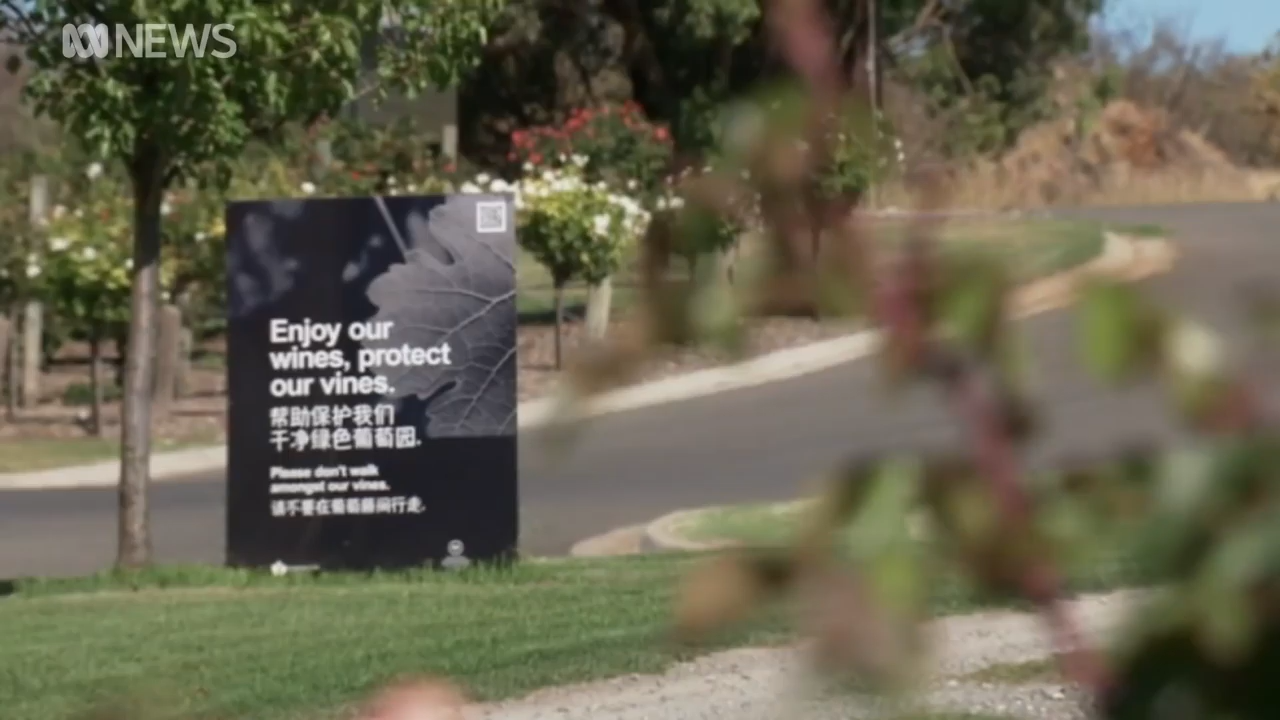 NEWS
Enjoy our
wines, protect
our vines.
帮助保护我们
干净绿色葡萄园.
Please don't walk
amongst our vines.
请不要在葡萄藤间行走.